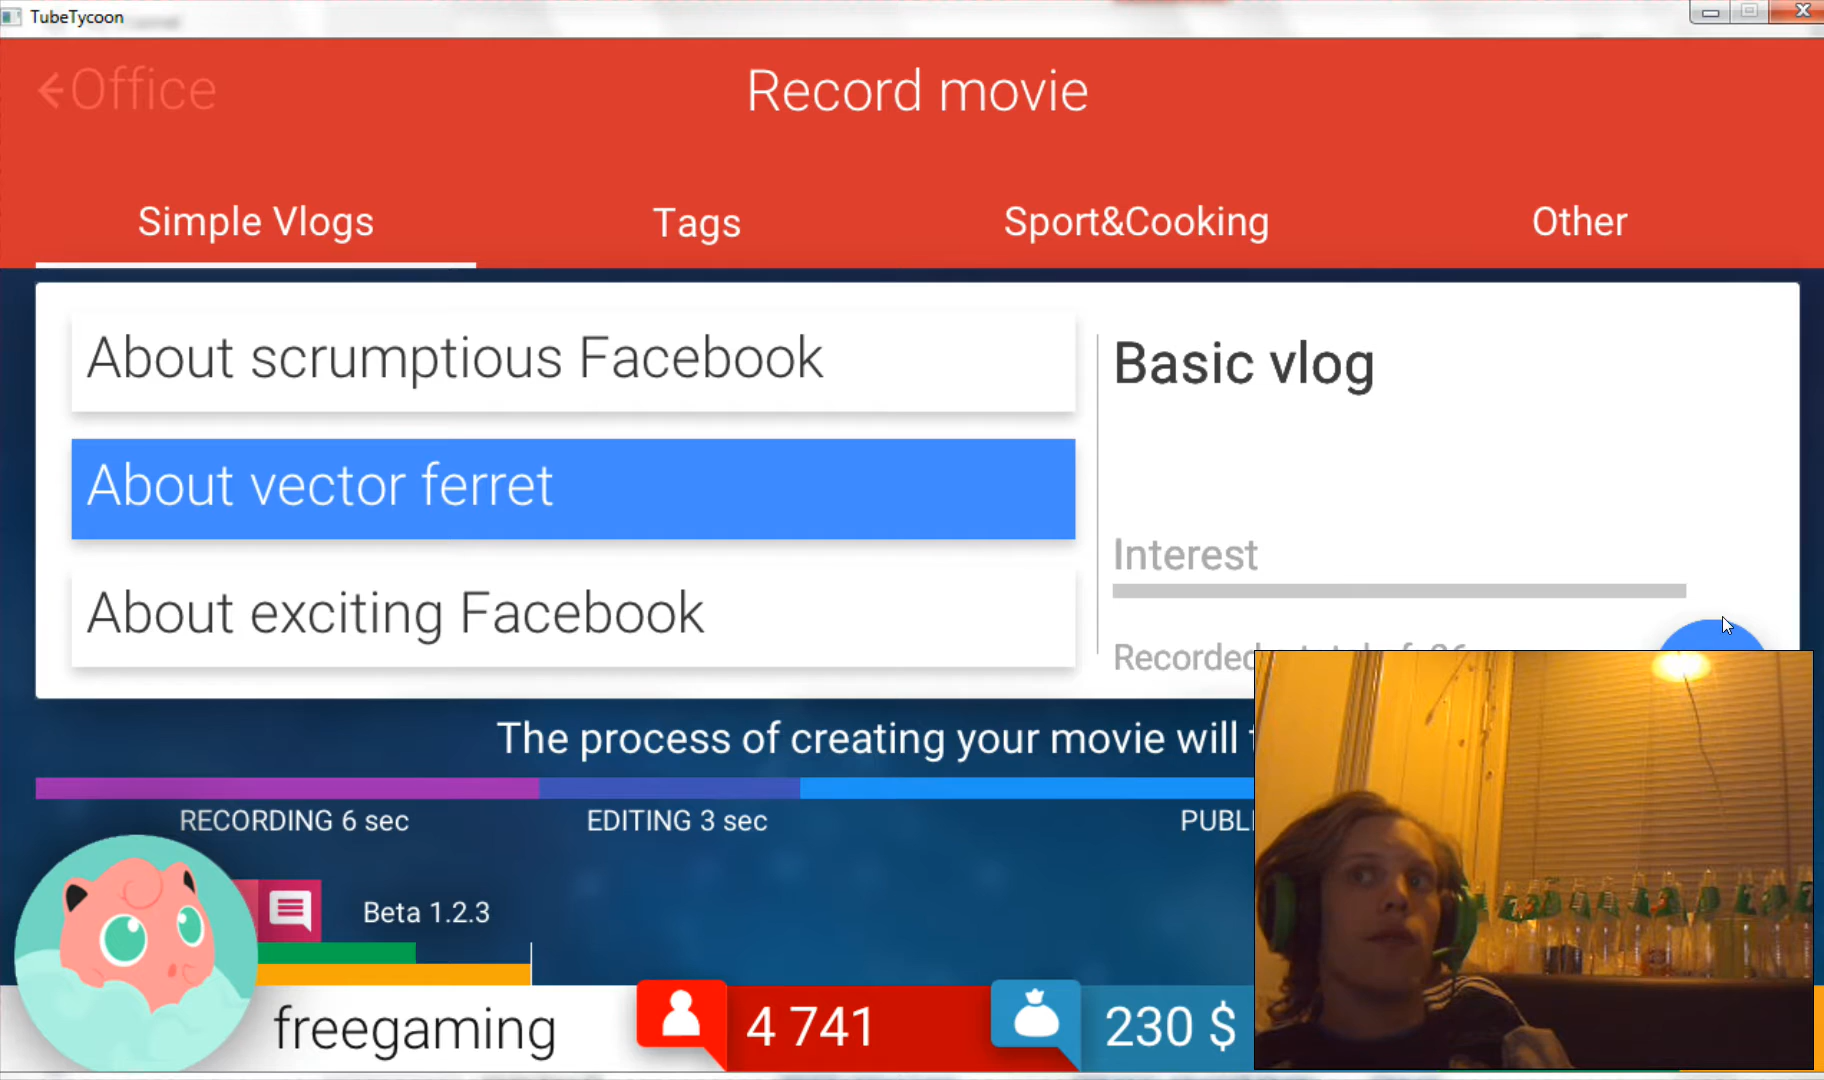 TubeTycoon
Office
Record movie
Simple Vlogs
Tags
Sport&Cooking
Other
About scrumptious Facebook
About vector ferret
About exciting Facebook
Basic vlog
Interest
Recorded
The process of creating your movie will
RECORDING 6 sec
EDITING 3 sec
PUBL
Beta 1.2.3
freegaming
4 741
230 $